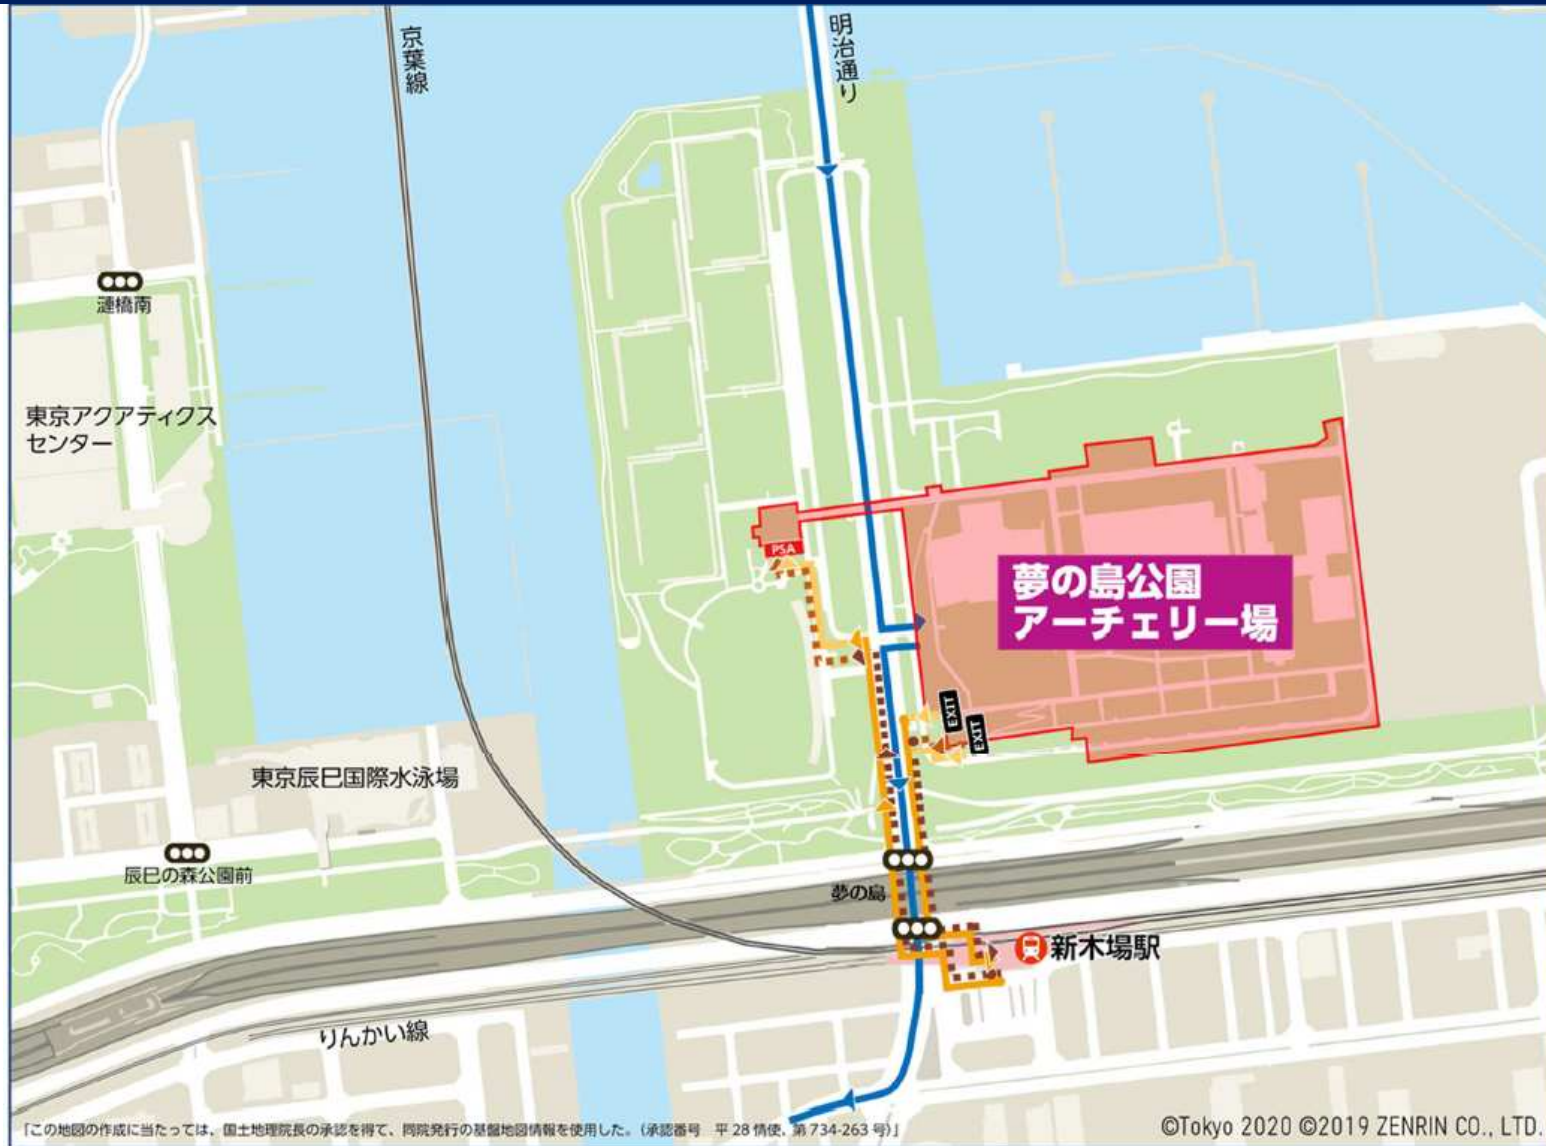 京葉線
明治通り
漣橋南
東京アクアティクス
センター
PSA
夢の島公園
アーチェリー場
EXIT
EXIT
東京辰巳国際水泳場
辰巳の森公園前
夢の島
新木場駅
りんかい線
「この地図の作成に当たっては、国土地理院長の承認を得て、同院発行の基盤地図情報を使用した。(承認番号 平 28 情使、第 734-263 号)」
©Tokyo 2020 ©2019 ZENRIN CO., LTD.